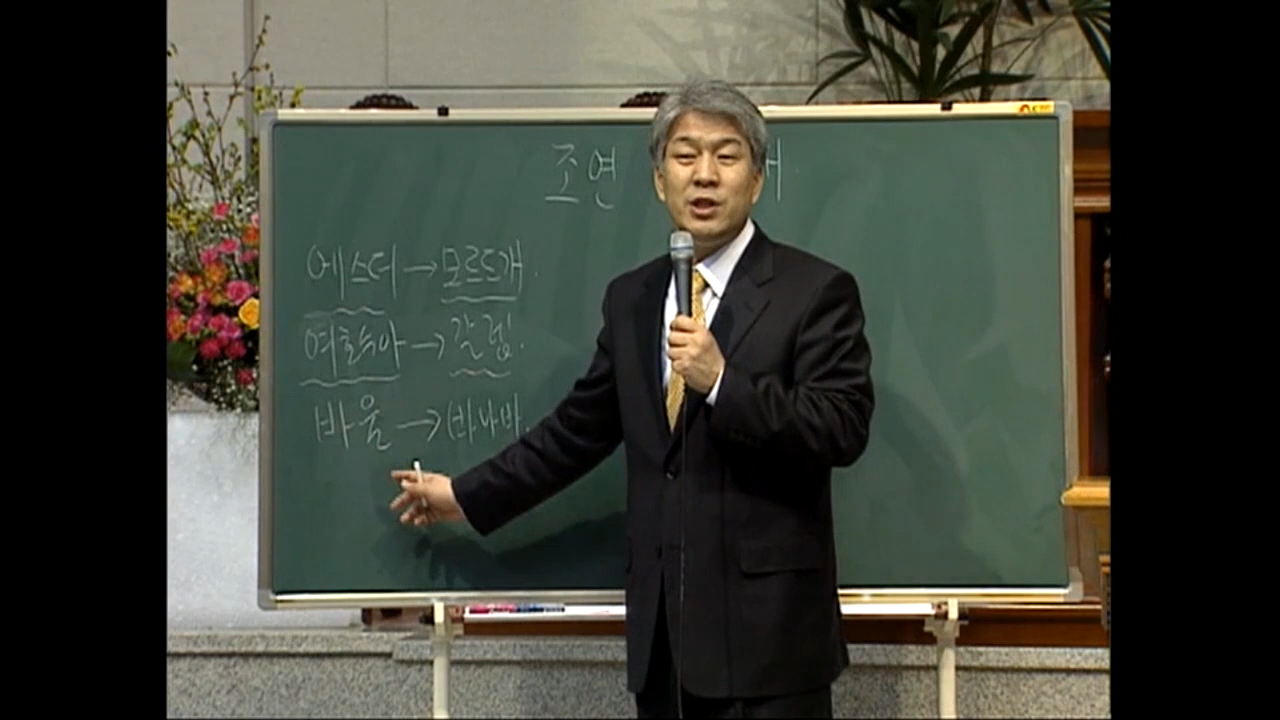 조연
에스더 → 모르드개.
여호수아 → 갈렙.
바울 → 바나바.